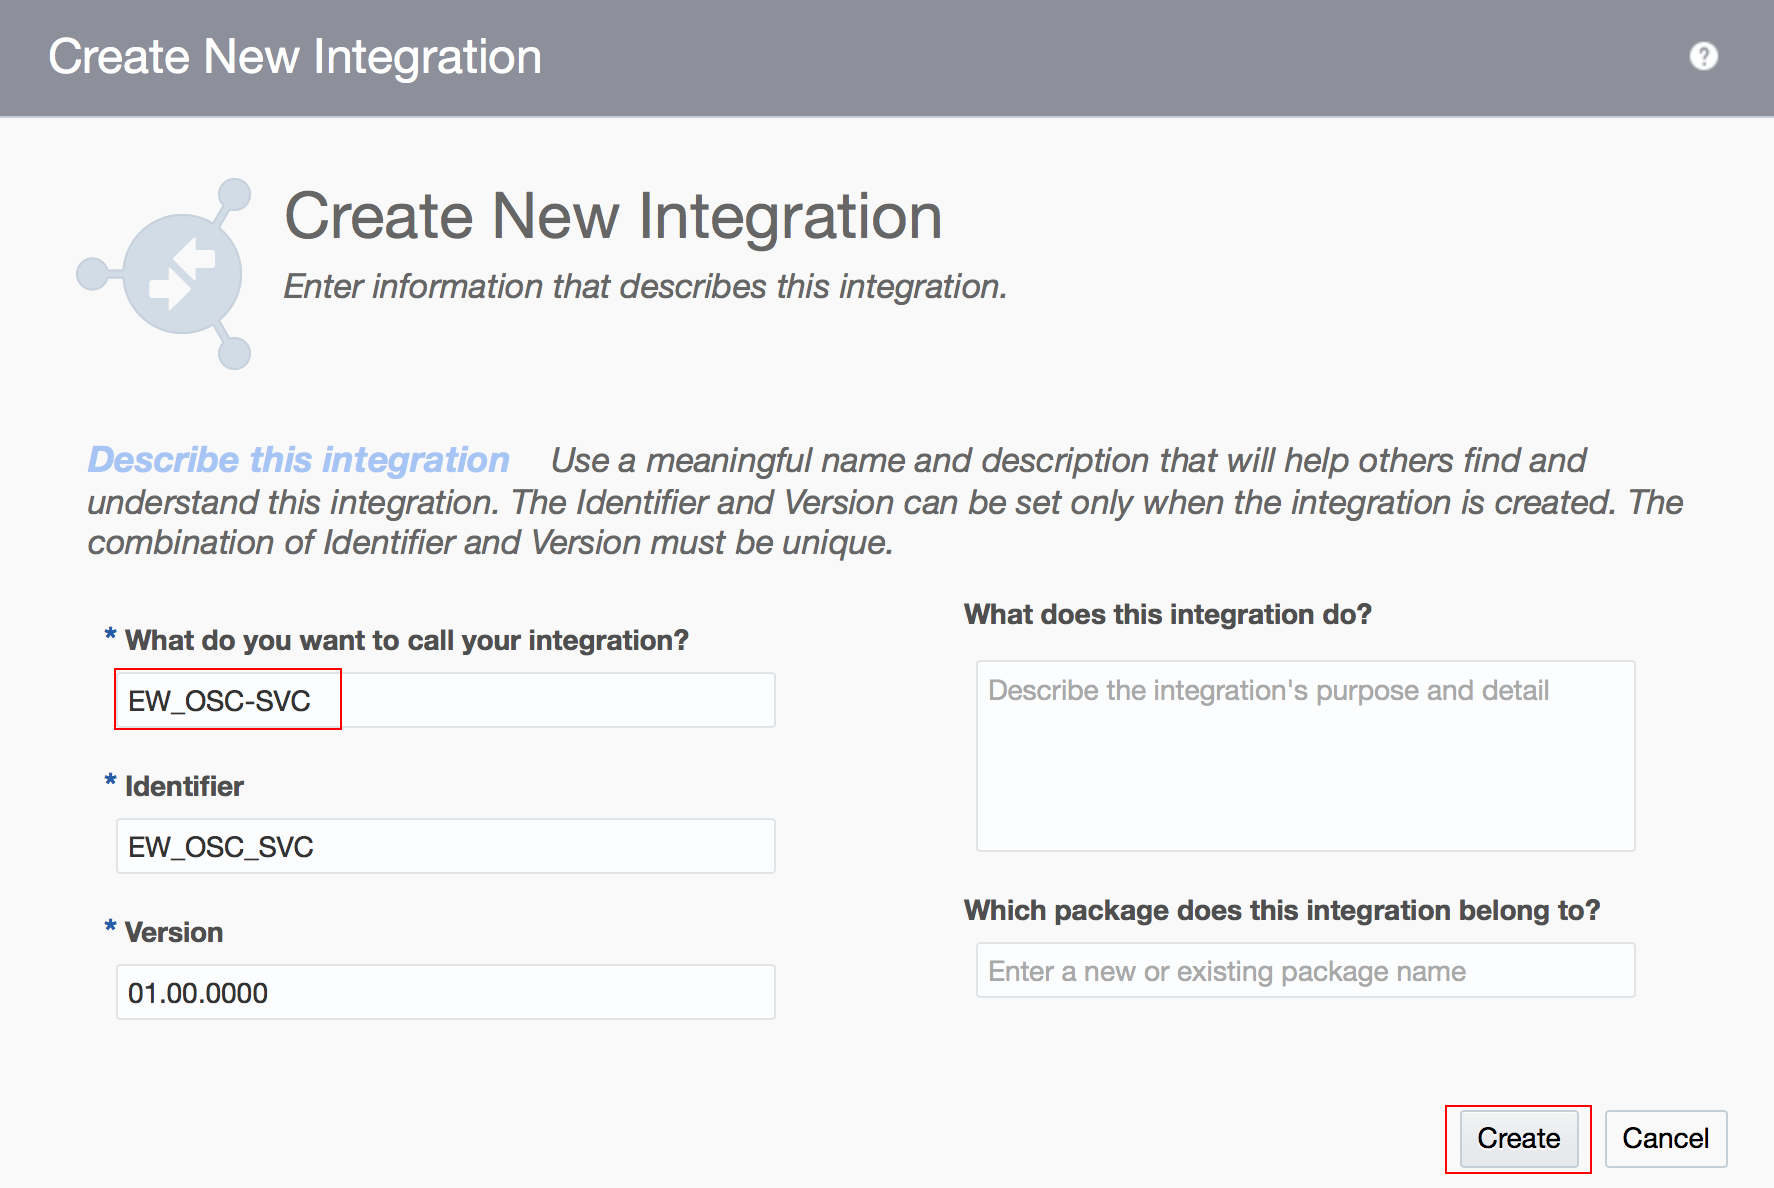 Create New Integration
?
Create New Integration
Enter information that describes this integration.
Describe this integration Use a meaningful name and description that will help others find and
understand this integration. The Identifier and Version can be set only when the integration is created. The
combination of Identifier and Version must be unique.
* What do you want to call your integration?
EW_OSC-SVC
* Identifier
EW_OSC_SVC
* Version
01.00.0000
What does this integration do?
Describe the integration's purpose and detail
Which package does this integration belong to?
Enter a new or existing package name
Create
Cancel